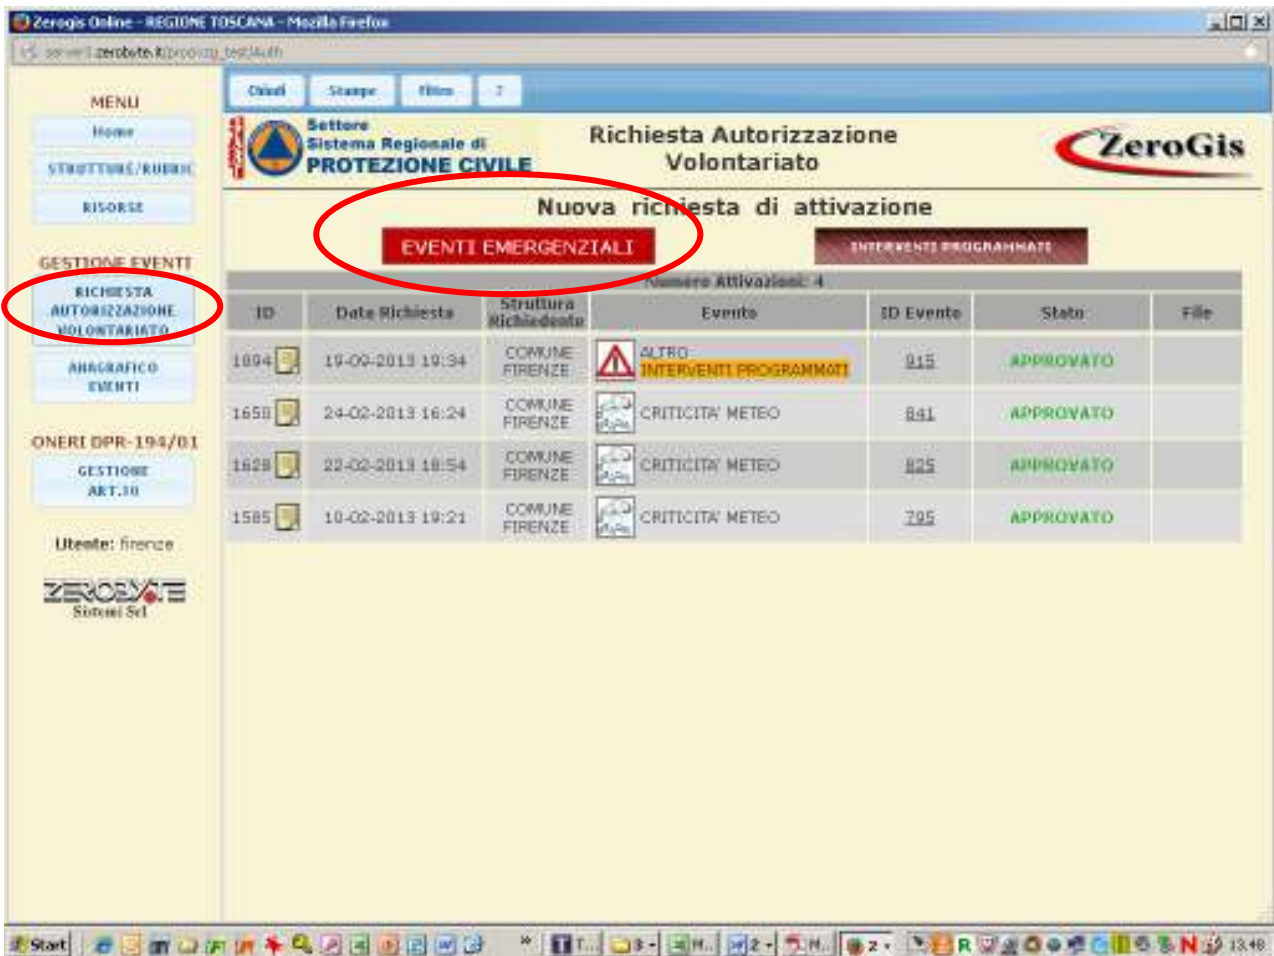 Zerogis Online - REGIONE TOSCANA - Mozilla Firefox
MENU
Home
STRUTTURE/RUBRIC
RISORSE
GESTIONE EVENTI
RICHIESTA
AUTORIZZAZIONE
VOLONTARIATO
ANAGRAFICO
EVENTI
ONERI DPR-194/01
GESTIONE
ART.10
Utente: firenze
ZEROBYTE
Sistemi Srl
Chiudi Stampe Filtro ?
Settore
Sistema Regionale di
PROTEZIONE CIVILE
Richiesta Autorizzazione
Volontariato
ZeroGis
Nuova richiesta di attivazione
EVENTI EMERGENZIALI
INTERVENTI PROGRAMMATI
Numero Attivazioni: 4
ID Data Richiesta Struttura Richiedente Evento ID Evento Stato File
1894 19-09-2013 19:34 COMUNE FIRENZE ALTRO INTERVENTI PROGRAMMATI 915 APPROVATO
1658 24-02-2013 16:24 COMUNE FIRENZE CRITICITA' METEO 841 APPROVATO
1628 22-02-2013 18:54 COMUNE FIRENZE CRITICITA' METEO 825 APPROVATO
1585 10-02-2013 19:21 COMUNE FIRENZE CRITICITA' METEO 795 APPROVATO
Start
13.48